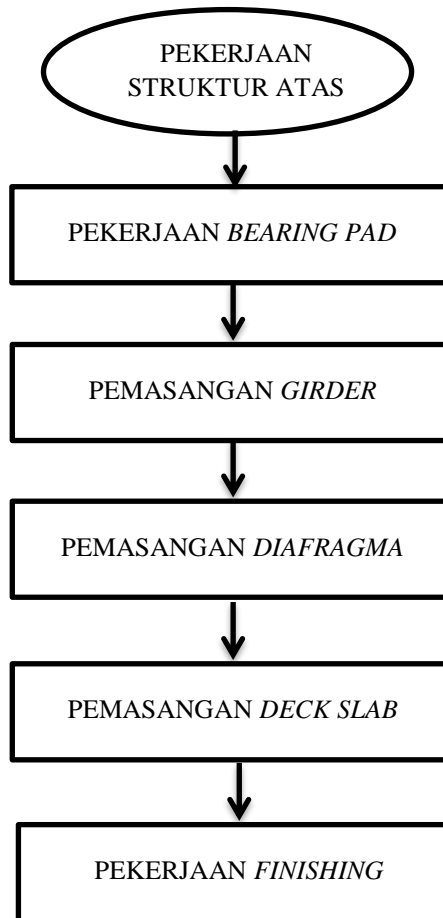 PEKERJAAN
STRUKTUR ATAS
PEKERJAAN BEARING PAD
PEMASANGAN GIRDER
PEMASANGAN DIAFRAGMA
PEMASANGAN DECK SLAB
PEKERJAAN FINISHING